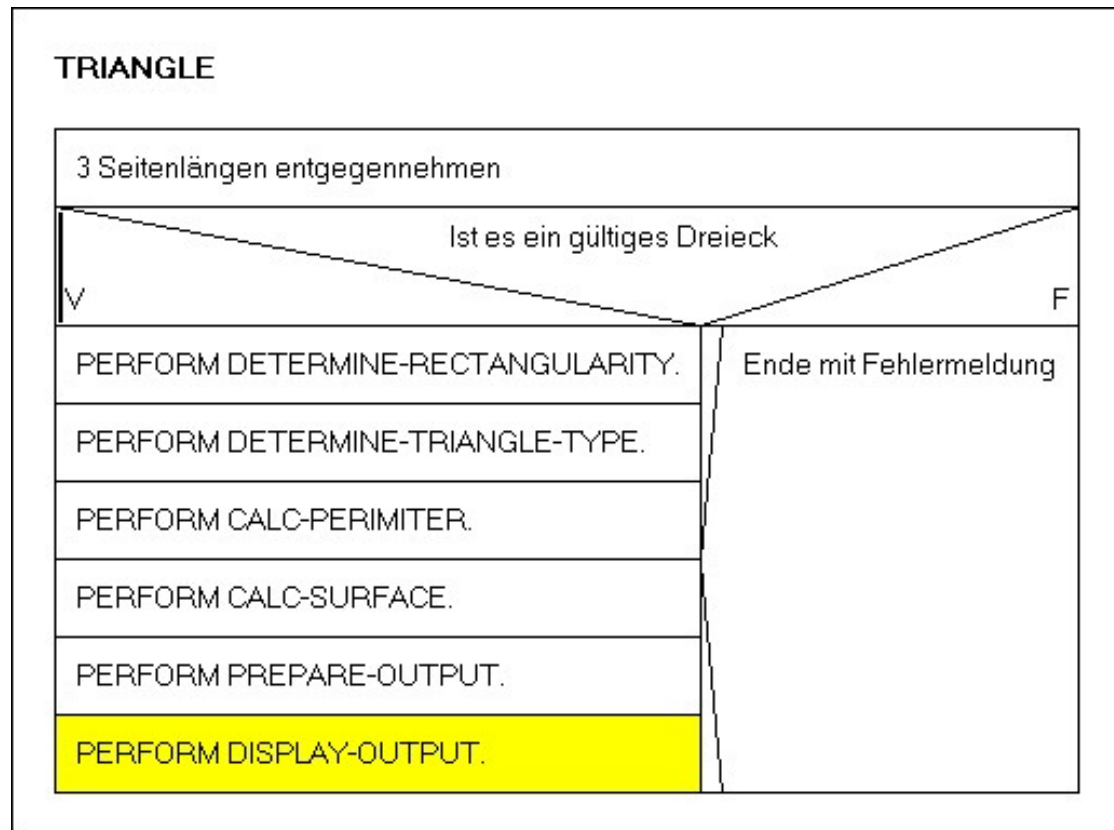 TRIANGLE
3 Seitenlängen entgegennehmen
Ist es ein gültiges Dreieck
V
F
PERFORM DETERMINE-RECTANGULARITY.
Ende mit Fehlermeldung
PERFORM DETERMINE-TRIANGLE-TYPE.
PERFORM CALC-PERIMITER.
PERFORM CALC-SURFACE.
PERFORM PREPARE-OUTPUT.
PERFORM DISPLAY-OUTPUT.